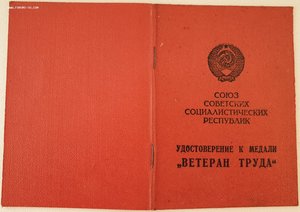 СОЮЗ
СОВЕТСКИХ
СОЦИАЛИСТИЧЕСКИХ
РЕСПУБЛИК
УДОСТОВЕРЕНИЕ К МЕДАЛИ
„ВЕТЕРАН ТРУДА“